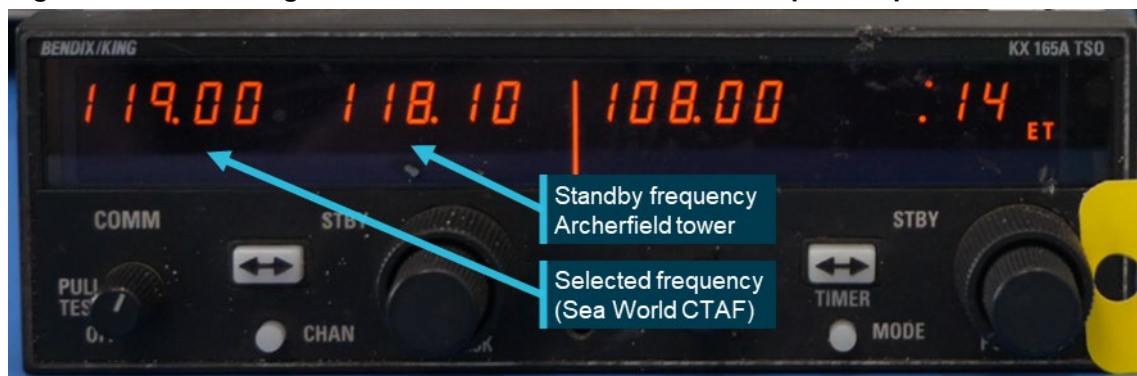 BENDIX/KING KX 165A TSO
119.00 118.10 108.00 :14 ET
Standby frequency
Archerfield tower
COMM STBY STBY
Selected frequency
(Sea World CTAF)
PULL
TIMER
CHAN MODE